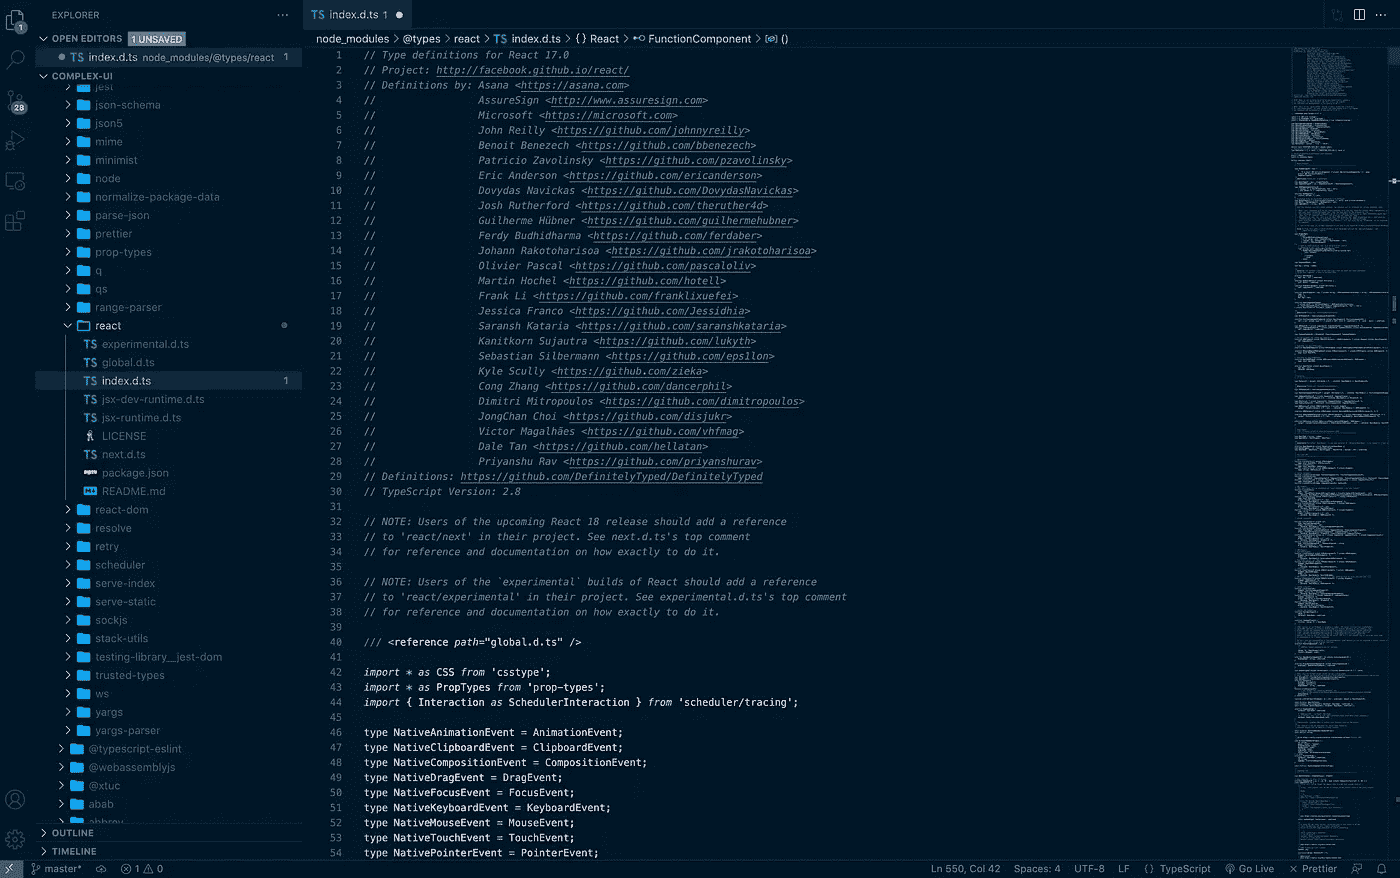 EXPLORER
OPEN EDITORS 1 UNSAVED
TS index.d.ts node_modules/@types/react 1
COMPLEX-UI
jest
json-schema
json5
mime
minimist
node
normalize-package-data
parse-json
prettier
prop-types
q
qs
range-parser
react
TS experimental.d.ts
TS global.d.ts
TS index.d.ts 1
TS jsx-dev-runtime.d.ts
TS jsx-runtime.d.ts
LICENSE
TS next.d.ts
package.json
README.md
react-dom
resolve
retry
scheduler
serve-index
serve-static
sockjs
stack-utils
testing-library__jest-dom
trusted-types
ws
yargs
yargs-parser
@typescript-eslint
@webassemblyjs
@xtuc
abab
abbrev
OUTLINE
TIMELINE
1
28
TS index.d.ts 1
node_modules > @types > react > TS index.d.ts > {} React > FunctionComponent > ()
1 // Type definitions for React 17.0
2 // Project: http://facebook.github.io/react/
3 // Definitions by: Asana <https://asana.com>
4 // AssureSign <http://www.assuresign.com>
5 // Microsoft <https://microsoft.com>
6 // John Reilly <https://github.com/johnnyreilly>
7 // Benoit Benezech <https://github.com/bbenezech>
8 // Patricio Zavolinsky <https://github.com/pzavolinsky>
9 // Eric Anderson <https://github.com/ericanderson>
10 // Dovydas Navickas <https://github.com/DovydasNavickas>
11 // Josh Rutherford <https://github.com/theruther4d>
12 // Guilherme Hübner <https://github.com/guilhermehubner>
13 // Ferdy Budhidharma <https://github.com/ferdaber>
14 // Johann Rakotoharisoa <https://github.com/jrakotoharisoa>
15 // Olivier Pascal <https://github.com/pascaloliv>
16 // Martin Hochel <https://github.com/hotell>
17 // Frank Li <https://github.com/franklixuefei>
18 // Jessica Franco <https://github.com/Jessidhia>
19 // Saransh Kataria <https://github.com/saranshkataria>
20 // Kanitkorn Sujautra <https://github.com/lukyth>
21 // Sebastian Silbermann <https://github.com/eps1lon>
22 // Kyle Scully <https://github.com/zieka>
23 // Cong Zhang <https://github.com/dancerphil>
24 // Dimitri Mitropoulos <https://github.com/dimitropoulos>
25 // JongChan Choi <https://github.com/disjukr>
26 // Victor Magalhães <https://github.com/vhfmag>
27 // Dale Tan <https://github.com/hellatan>
28 // Priyanshu Rav <https://github.com/priyanshurav>
29 // Definitions: https://github.com/DefinitelyTyped/DefinitelyTyped
30 // TypeScript Version: 2.8
31
32 // NOTE: Users of the upcoming React 18 release should add a reference
33 // to 'react/next' in their project. See next.d.ts's top comment
34 // for reference and documentation on how exactly to do it.
35
36 // NOTE: Users of the `experimental` builds of React should add a reference
37 // to 'react/experimental' in their project. See experimental.d.ts's top comment
38 // for reference and documentation on how exactly to do it.
39
40 /// <reference path="global.d.ts" />
41
42 import * as CSS from 'csstype';
43 import * as PropTypes from 'prop-types';
44 import { Interaction as SchedulerInteraction } from 'scheduler/tracing';
45
46 type NativeAnimationEvent = AnimationEvent;
47 type NativeClipboardEvent = ClipboardEvent;
48 type NativeCompositionEvent = CompositionEvent;
49 type NativeDragEvent = DragEvent;
50 type NativeFocusEvent = FocusEvent;
51 type NativeKeyboardEvent = KeyboardEvent;
52 type NativeMouseEvent = MouseEvent;
53 type NativeTouchEvent = TouchEvent;
54 type NativePointerEvent = PointerEvent;
master* 1 0 Ln 550, Col 42 Spaces: 4 UTF-8 LF {} TypeScript Go Live Prettier